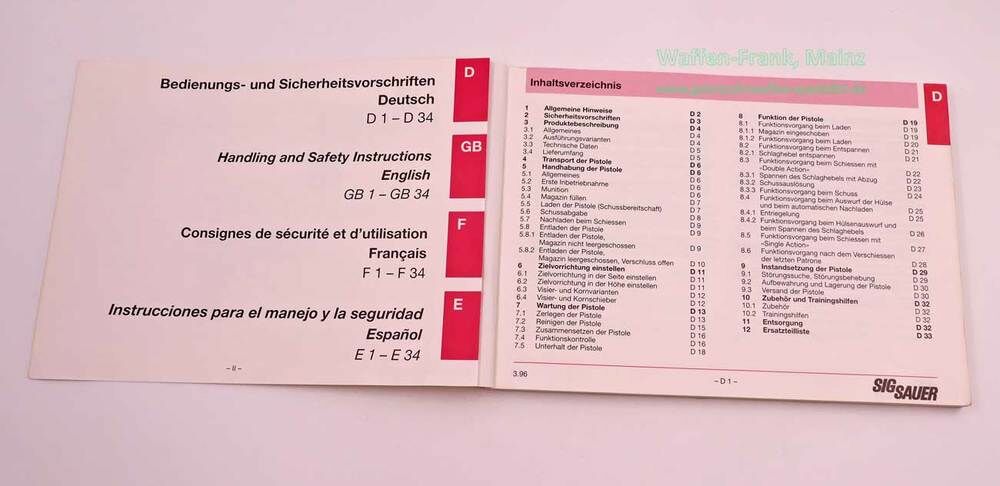 Bedienungs- und Sicherheitsvorschriften
Deutsch
D 1 – D 34
D
Handling and Safety Instructions
English
GB 1 – GB 34
GB
Consignes de sécurité et d'utilisation
Français
F 1 – F 34
F
Instrucciones para el manejo y la seguridad
Español
E 1 – E 34
E
– II –
Waffen-Frank, Mainz
Inhaltsverzeichnis
D
1 Allgemeine Hinweise D 2
2 Sicherheitsvorschriften D 3
3 Produktebeschreibung D 4
3.1 Allgemeines D 4
3.2 Ausführungsvarianten D 4
3.3 Technische Daten D 5
3.4 Lieferumfang D 5
4 Transport der Pistole D 6
5 Handhabung der Pistole D 6
5.1 Allgemeines D 6
5.2 Erste Inbetriebnahme D 6
5.3 Munition D 6
5.4 Magazin füllen D 7
5.5 Laden der Pistole (Schussbereitschaft) D 7
5.6 Schussabgabe D 8
5.7 Nachladen beim Schiessen D 8
5.8 Entladen der Pistole D 9
5.8.1 Entladen der Pistole,
Magazin nicht leergeschossen D 9
5.8.2 Entladen der Pistole,
Magazin leergeschossen, Verschluss offen D 10
6 Zielvorrichtung einstellen D 11
6.1 Zielvorrichtung in der Seite einstellen D 11
6.2 Zielvorrichtung in der Höhe einstellen D 11
6.3 Visier- und Kornvarianten D 12
6.4 Visier- und Kornschieber D 12
7 Wartung der Pistole D 13
7.1 Zerlegen der Pistole D 13
7.2 Reinigen der Pistole D 15
7.3 Zusammensetzen der Pistole D 16
7.4 Funktionskontrolle D 16
7.5 Unterhalt der Pistole D 18
8 Funktion der Pistole D 19
8.1 Funktionsvorgang beim Laden D 19
8.1.1 Magazin eingeschoben D 19
8.1.2 Funktionsvorgang beim Laden D 20
8.2 Funktionsvorgang beim Entspannen D 21
8.2.1 Schlaghebel entspannen D 21
8.3 Funktionsvorgang beim Schiessen mit
«Double Action» D 22
8.3.1 Spannen des Schlaghebels mit Abzug D 22
8.3.2 Schussauslösung D 23
8.3.3 Funktionsvorgang beim Schuss D 24
8.4 Funktionsvorgang beim Auswurf der Hülse
und beim automatischen Nachladen D 25
8.4.1 Entriegelung D 25
8.4.2 Funktionsvorgang beim Hülsenauswurf und
beim Spannen des Schlaghebels D 26
8.5 Funktionsvorgang beim Schiessen mit
«Single Action» D 27
8.6 Funktionsvorgang nach dem Verschiessen
der letzten Patrone D 28
9 Instandsetzung der Pistole D 29
9.1 Störungssuche, Störungsbehebung D 29
9.2 Aufbewahrung und Lagerung der Pistole D 30
9.3 Versand der Pistole D 30
10 Zubehör und Trainingshilfen D 32
10.1 Zubehör D 32
10.2 Trainingshilfen D 32
11 Entsorgung D 32
12 Ersatzteilliste D 33
3.96
– D 1 –
SIG SAUER